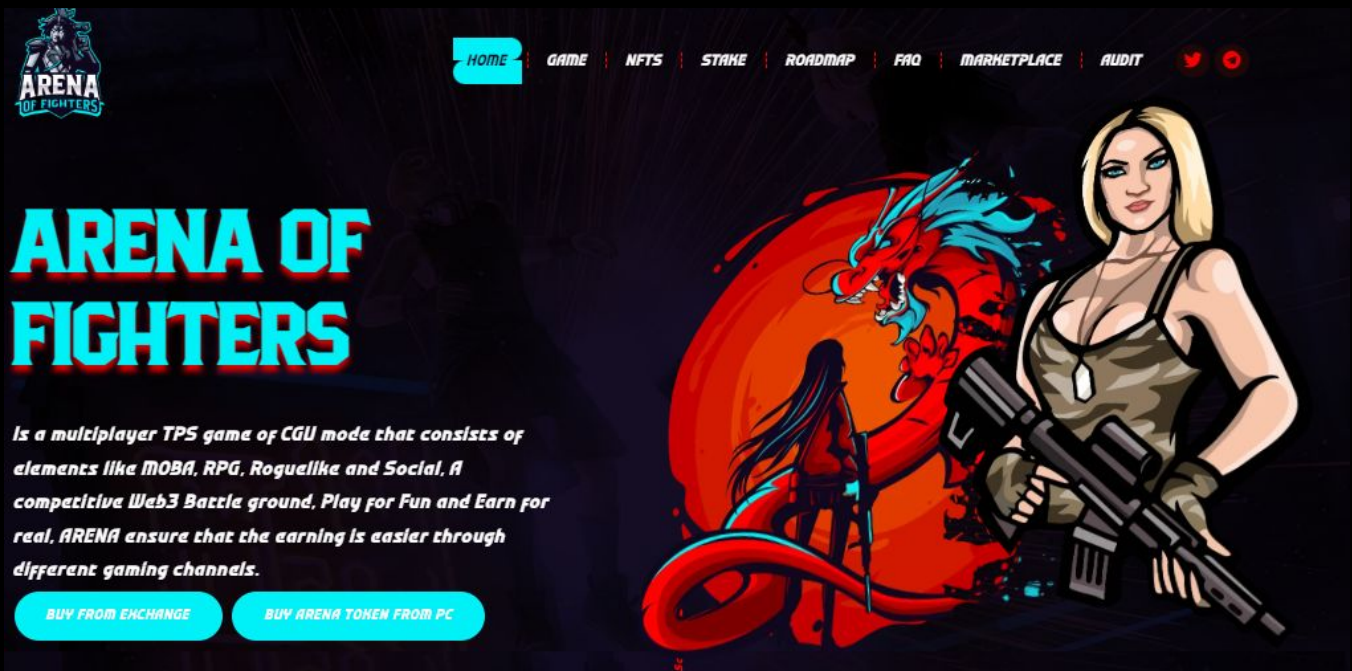 ARENA
OF FIGHTERS
HOME
GAME
NFTS
STAKE
ROADMAP
FAQ
MARKETPLACE
AUDIT
ARENA OF
FIGHTERS
Is a multiplayer TPS game of CGU mode that consists of
elements like MOBA, RPG, Roguelike and Social, A
competitive Web3 Battle ground, Play for Fun and Earn for
real, ARENA ensure that the earning is easier through
different gaming channels.
BUY FROM EXCHANGE
BUY ARENA TOKEN FROM PC
Sc